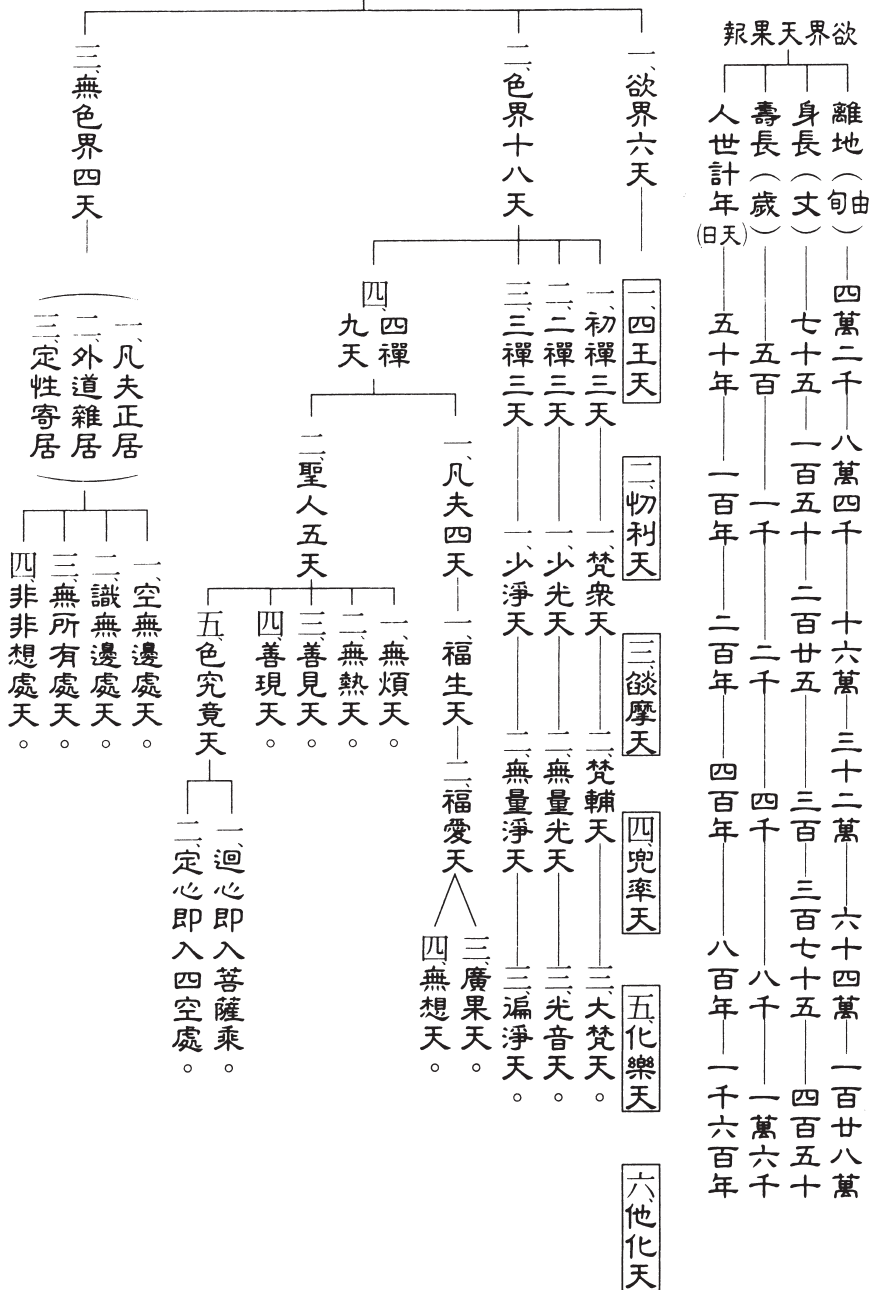 欲界天果報
離地（由旬）四萬二千 八萬四千 十六萬 三十二萬 六十四萬 一百廿八萬
身長（丈）七十五 一百五十 二百廿五 三百 三百七十五 四百五十
壽長（歲）五百 一千 二千 四千 八千 一萬六千
人世計年（天日）五十年 一百年 二百年 四百年 八百年 一千六百年
一、欲界六天
一、四王天 二、忉利天 三、燄摩天 四、兜率天 五、化樂天 六、他化天
二、色界十八天
一、初禪三天 一、梵眾天 二、梵輔天 三、大梵天。
二、二禪三天 一、少光天 二、無量光天 三、光音天。
三、三禪三天 一、少淨天 二、無量淨天 三、徧淨天。
四、四禪九天
一、凡夫四天 一、福生天 二、福愛天
三、廣果天。
四、無想天。
二、聖人五天
一、無煩天。
二、無熱天。
三、善見天。
四、善現天。
五、色究竟天
一、迴心即入菩薩乘。
二、定心即入四空處。
三、無色界四天
一、凡夫正居
二、外道雜居
三、定性寄居
一、空無邊處天。
二、識無邊處天。
三、無所有處天。
四、非非想處天。